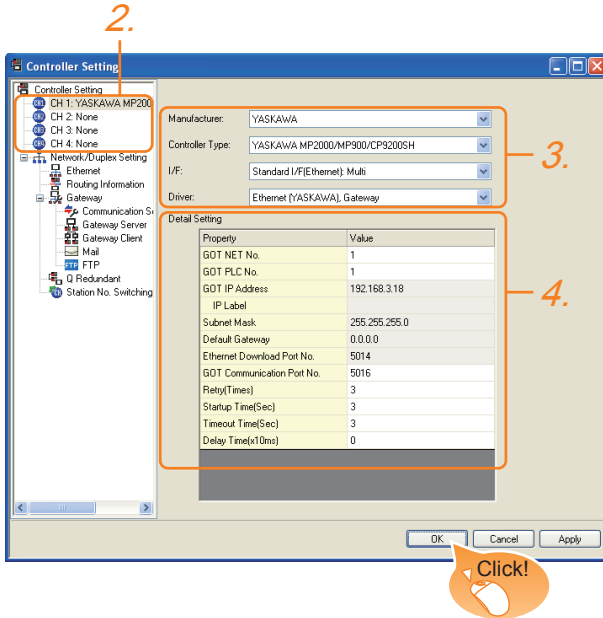 2.
Controller Setting
Controller Setting
CH 1: YASKAWA MP200
CH 2: None
CH 3: None
CH 4: None
Network/Duplex Setting
Ethernet
Routing Information
Gateway
Communication S
Gateway Server
Gateway Client
Mail
FTP FTP
Q Redundant
Station No. Switching
Manufacturer: YASKAWA
Controller Type: YASKAWA MP2000/MP900/CP9200SH
I/F: Standard I/F(Ethernet): Multi
Driver: Ethernet (YASKAWA), Gateway
3.
Detail Setting
Property Value
GOT NET No. 1
GOT PLC No. 1
GOT IP Address 192.168.3.18
IP Label
Subnet Mask 255.255.255.0
Default Gateway 0.0.0.0
Ethernet Download Port No. 5014
GOT Communication Port No. 5016
Retry(Times) 3
Startup Time(Sec) 3
Timeout Time(Sec) 3
Delay Time(x10ms) 0
4.
OK Cancel Apply
Click!